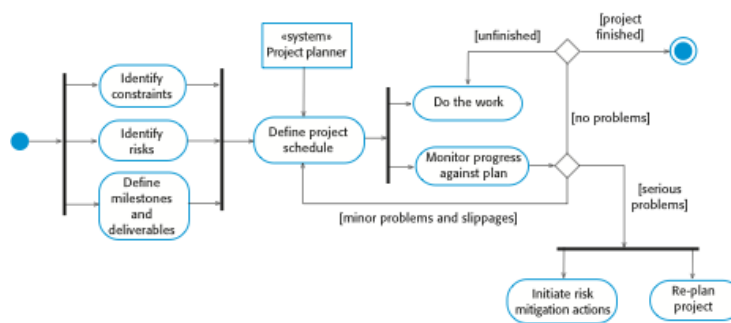 [project
finished]
«system»
Project planner
[unfinished]
Identify
constraints
Do the work
[no problems]
Identify
risks
Define project
schedule
Monitor progress
against plan
Define
milestones
and
deliverables
[minor problems and slippages]
[serious
problems]
Initiate risk
mitigation actions
Re-plan
project